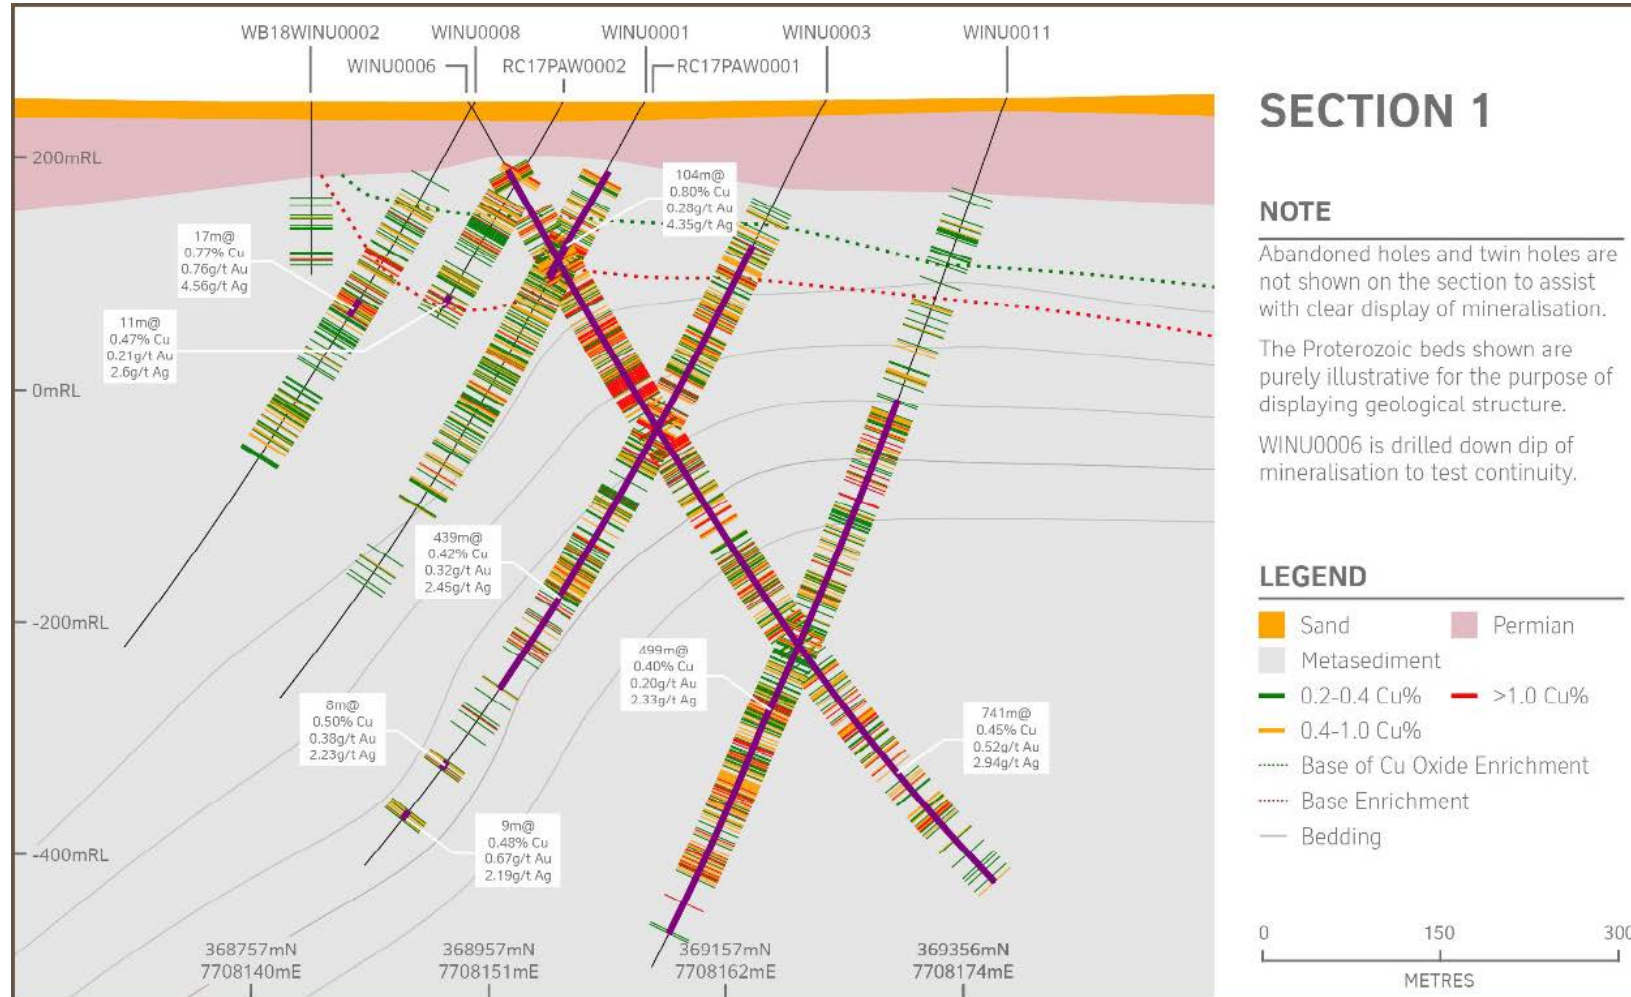 WB18WINU0002
WINU0008
WINU0001
WINU0003
WINU0011
WINU0006
RC17PAW0002
RC17PAW0001
200mRL
0mRL
-200mRL
-400mRL
104m@
0.80% Cu
0.28g/t Au
4.35g/t Ag
17m@
0.77% Cu
0.76g/t Au
4.56g/t Ag
11m@
0.47% Cu
0.21g/t Au
2.6g/t Ag
439m@
0.42% Cu
0.32g/t Au
2.45g/t Ag
499m@
0.40% Cu
0.20g/t Au
2.33g/t Ag
8m@
0.50% Cu
0.38g/t Au
2.23g/t Ag
741m@
0.45% Cu
0.52g/t Au
2.94g/t Ag
9m@
0.48% Cu
0.67g/t Au
2.19g/t Ag
368757mN
7708140mE
368957mN
7708151mE
369157mN
7708162mE
369356mN
7708174mE
SECTION 1
NOTE
Abandoned holes and twin holes are
not shown on the section to assist
with clear display of mineralisation.
The Proterozoic beds shown are
purely illustrative for the purpose of
displaying geological structure.
WINU0006 is drilled down dip of
mineralisation to test continuity.
LEGEND
Sand
Permian
Metasediment
0.2-0.4 Cu%
>1.0 Cu%
0.4-1.0 Cu%
Base of Cu Oxide Enrichment
Base Enrichment
Bedding
0 150 300
METRES